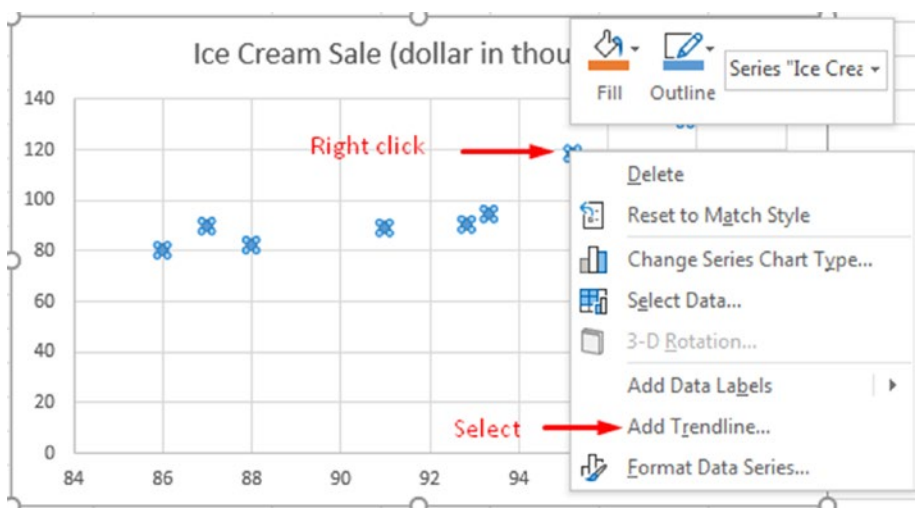 Ice Cream Sale (dollar in thou
Fill
Outline
Series "Ice Crea
140
120
100
80
60
40
20
0
84
86
88
90
92
94
Right click
Delete
Reset to Match Style
Change Series Chart Type...
Select Data...
3-D Rotation...
Add Data Labels
Select
Add Trendline...
Format Data Series...